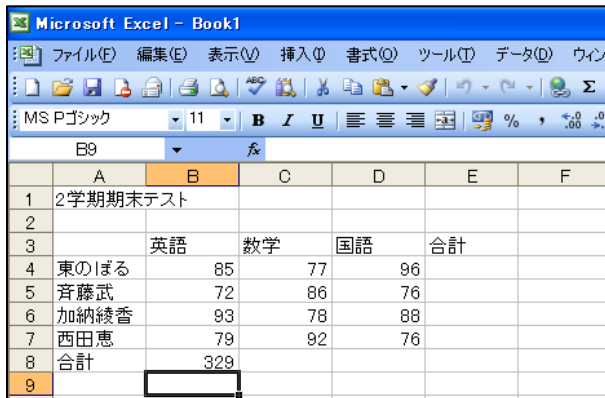 Microsoft Excel - Book1
ファイル(F) 編集(E) 表示(V) 挿入(I) 書式(O) ツール(T) データ(D) ウィン
ABC
MS Pゴシック 11 B I U % ,
B9 fx
A B C D E F
1 2学期期末テスト
2
3 英語 数学 国語 合計
4 東のぼる 85 77 96
5 斉藤武 72 86 76
6 加納綾香 93 78 88
7 西田恵 79 92 76
8 合計 329
9